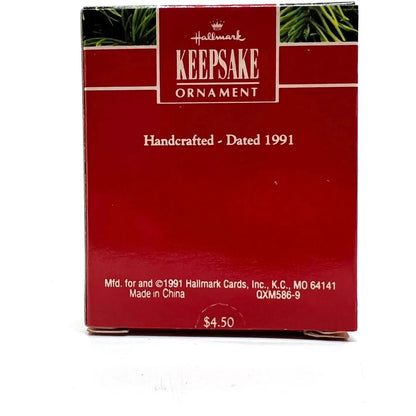 Hallmark
KEEPSAKE
ORNAMENT
Handcrafted - Dated 1991
Mfd. for and ©1991 Hallmark Cards, Inc., K.C., MO 64141
Made in China QXM586-9
$4.50